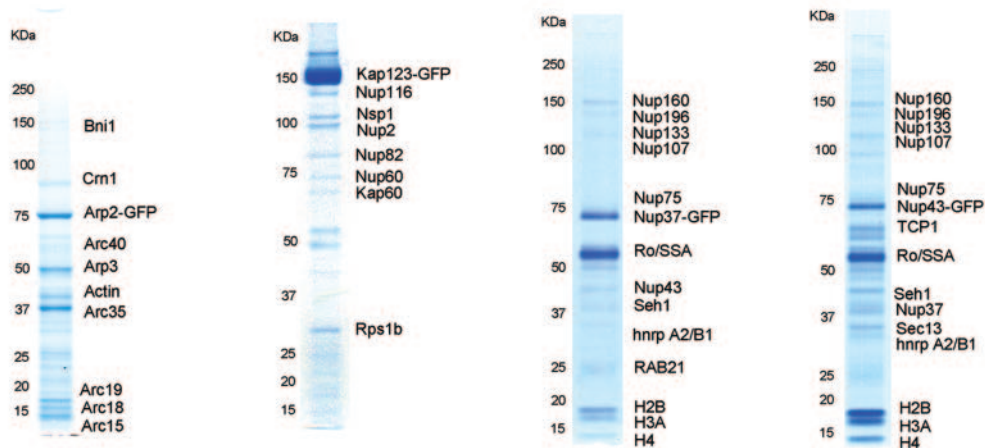 KDa
150
100
75
50
37
25
20
15
Bni1
Crn1
Arp2-GFP
Arc40
Arp3
Actin
Arc35
Arc19
Arc18
Arc15
KDa
150
100
75
50
37
25
20
15
Kap123-GFP
Nup116
Nsp1
Nup2
Nup82
Nup60
Kap60
Rps1b
KDa
250
150
100
75
50
37
25
20
15
Nup160
Nup196
Nup133
Nup107
Nup75
Nup37-GFP
Ro/SSA
Nup43
Seh1
hnrp A2/B1
RAB21
H2B
H3A
H4
KDa
250
150
100
75
50
37
25
20
15
Nup160
Nup196
Nup133
Nup107
Nup75
Nup43-GFP
TCP1
Ro/SSA
Seh1
Nup37
Sec13
hnrp A2/B1
H2B
H3A
H4